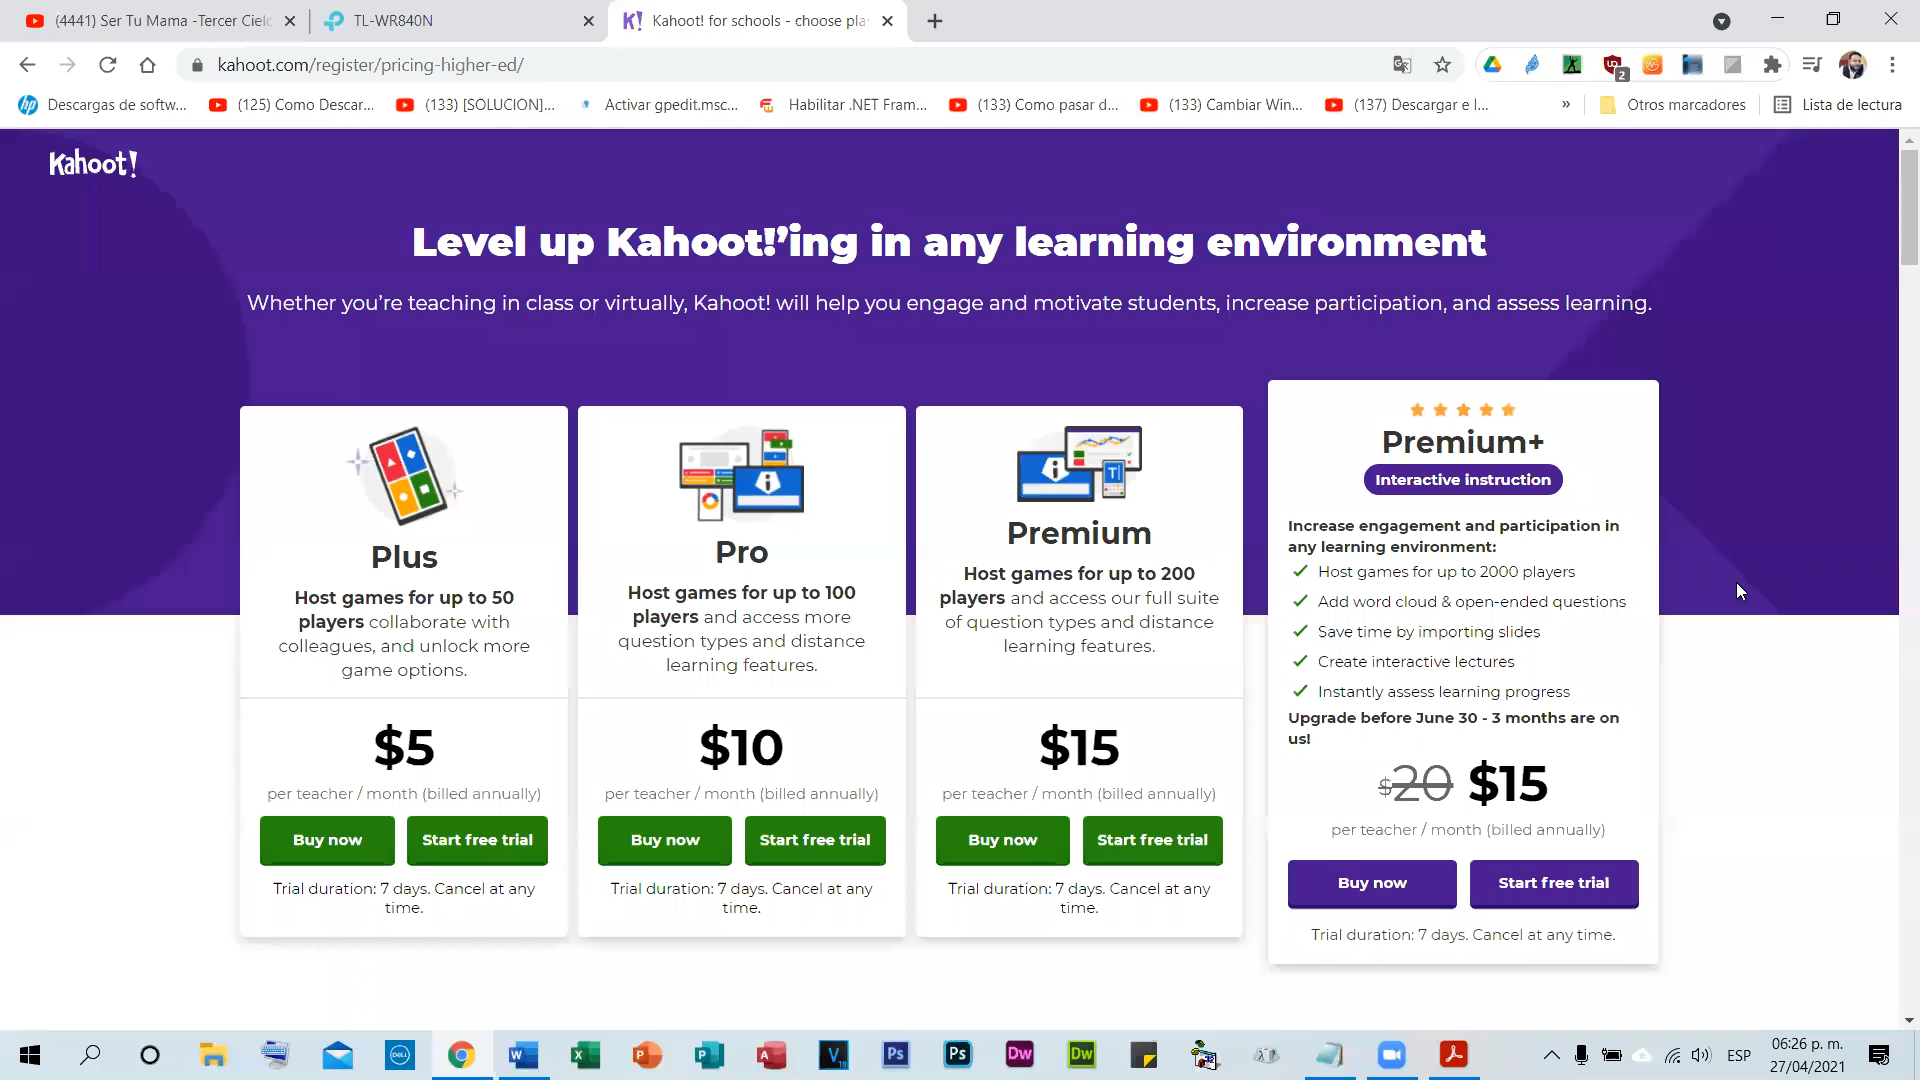 (4441) Ser Tu Mama -Tercer Ciel
TL-WR840N
Kahoot! for schools - choose pla
kahoot.com/register/pricing-higher-ed/
2
Descargas de softw...
(125) Como Descar...
(133) [SOLUCION]...
Activar gpedit.msc...
Habilitar .NET Fram...
(133) Como pasar d...
(133) Cambiar Win...
(137) Descargar e I...
»
Otros marcadores
Lista de lectura
Kahoot!
Level up Kahoot!’ing in any learning environment
Whether you’re teaching in class or virtually, Kahoot! will help you engage and motivate students, increase participation, and assess learning.
Plus
Host games for up to 50
players collaborate with
colleagues, and unlock more
game options.
$5
per teacher / month (billed annually)
Buy now
Start free trial
Trial duration: 7 days. Cancel at any
time.
Pro
Host games for up to 100
players and access more
question types and distance
learning features.
$10
per teacher / month (billed annually)
Buy now
Start free trial
Trial duration: 7 days. Cancel at any
time.
Premium
Host games for up to 200
players and access our full suite
of question types and distance
learning features.
$15
per teacher / month (billed annually)
Buy now
Start free trial
Trial duration: 7 days. Cancel at any
time.
Premium+
Interactive instruction
Increase engagement and participation in
any learning environment:
Host games for up to 2000 players
Add word cloud & open-ended questions
Save time by importing slides
Create interactive lectures
Instantly assess learning progress
Upgrade before June 30 - 3 months are on
us!
$20 $15
per teacher / month (billed annually)
Buy now
Start free trial
Trial duration: 7 days. Cancel at any time.
ESP
06:26 p. m.
27/04/2021